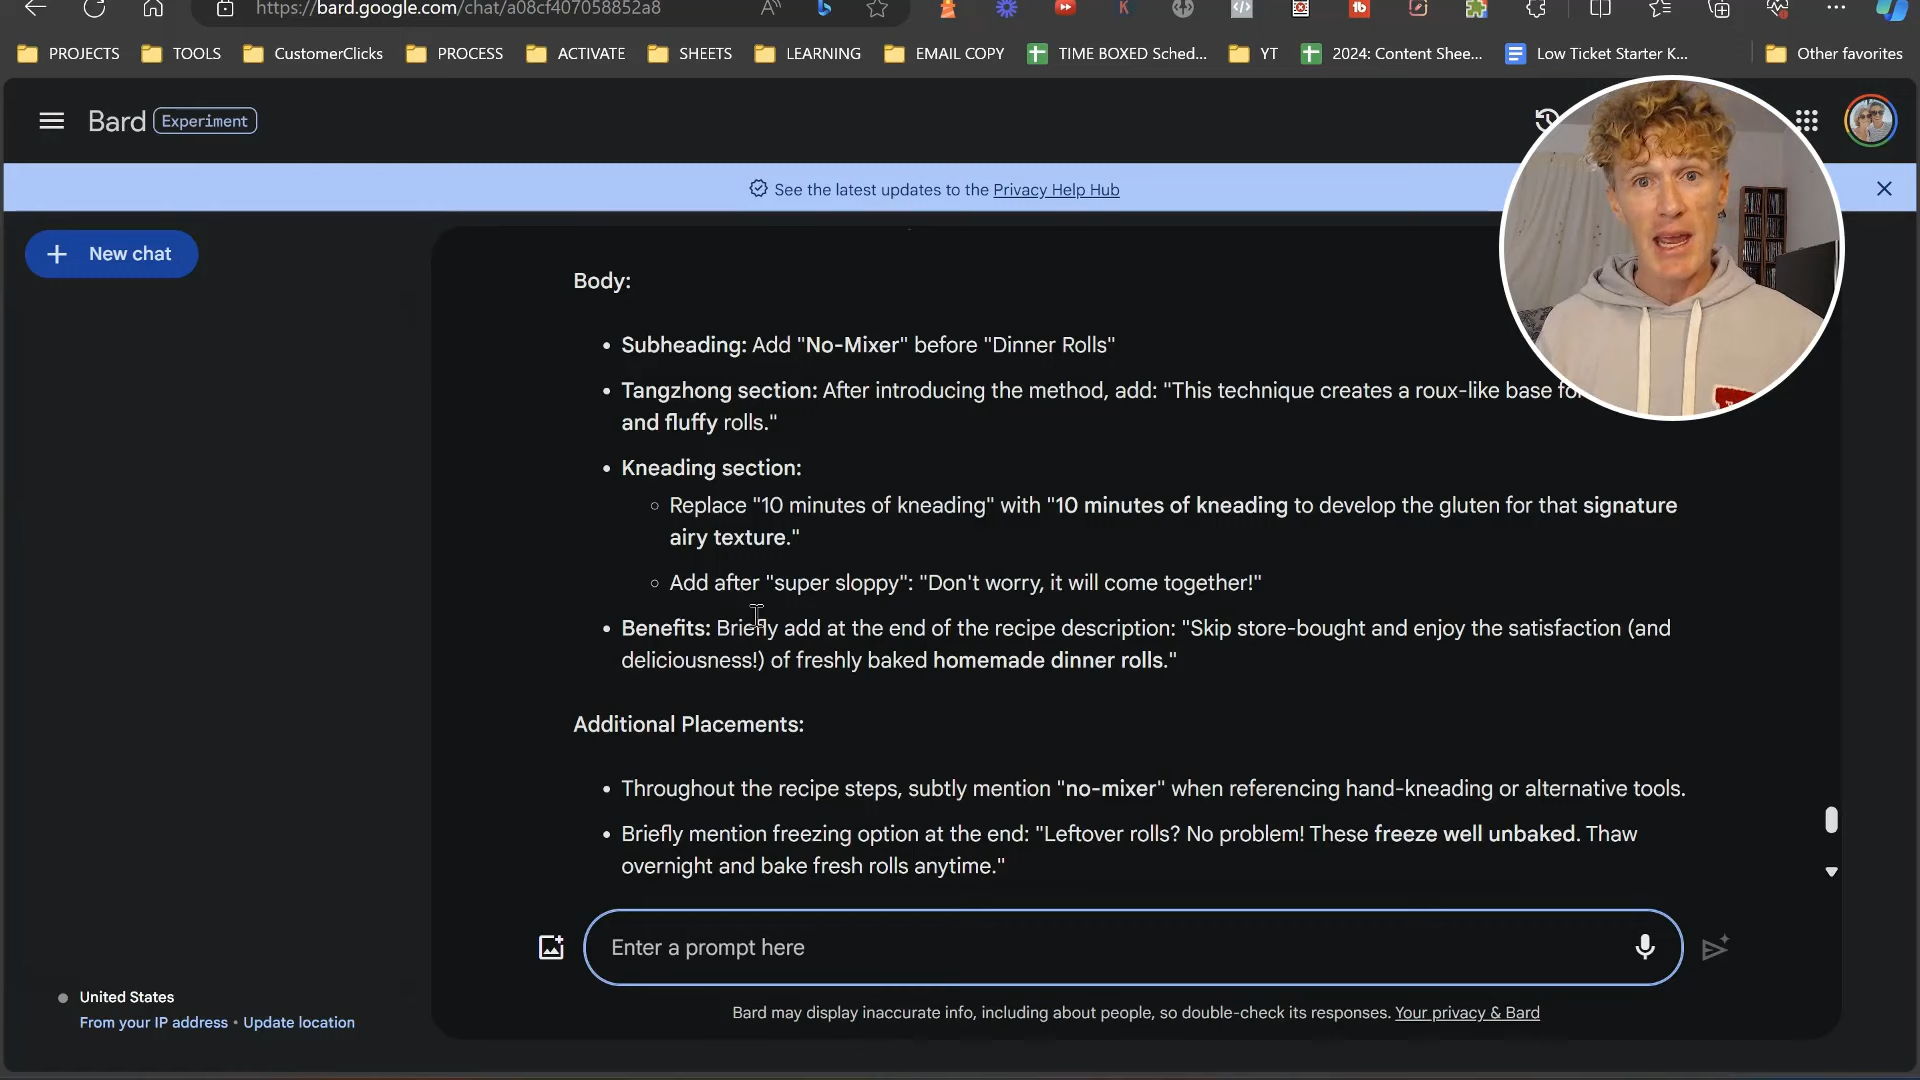 https://bard.google.com/chat/a08cf407058852a8
PROJECTS TOOLS CustomerClicks PROCESS ACTIVATE SHEETS LEARNING EMAIL COPY TIME BOXED Sched... YT 2024: Content Shee... Low Ticket Starter K... Other favorites
Bard Experiment
See the latest updates to the Privacy Help Hub
New chat
Body:
• Subheading: Add "No-Mixer" before "Dinner Rolls"
• Tangzhong section: After introducing the method, add: "This technique creates a roux-like base
and fluffy rolls."
• Kneading section:
◦ Replace "10 minutes of kneading" with "10 minutes of kneading to develop the gluten for that signature
airy texture."
◦ Add after "super sloppy": "Don't worry, it will come together!"
• Benefits: Briefly add at the end of the recipe description: "Skip store-bought and enjoy the satisfaction (and
deliciousness!) of freshly baked homemade dinner rolls."
Additional Placements:
• Throughout the recipe steps, subtly mention "no-mixer" when referencing hand-kneading or alternative tools.
• Briefly mention freezing option at the end: "Leftover rolls? No problem! These freeze well unbaked. Thaw
overnight and bake fresh rolls anytime."
Enter a prompt here
United States
From your IP address • Update location
Bard may display inaccurate info, including about people, so double-check its responses. Your privacy & Bard